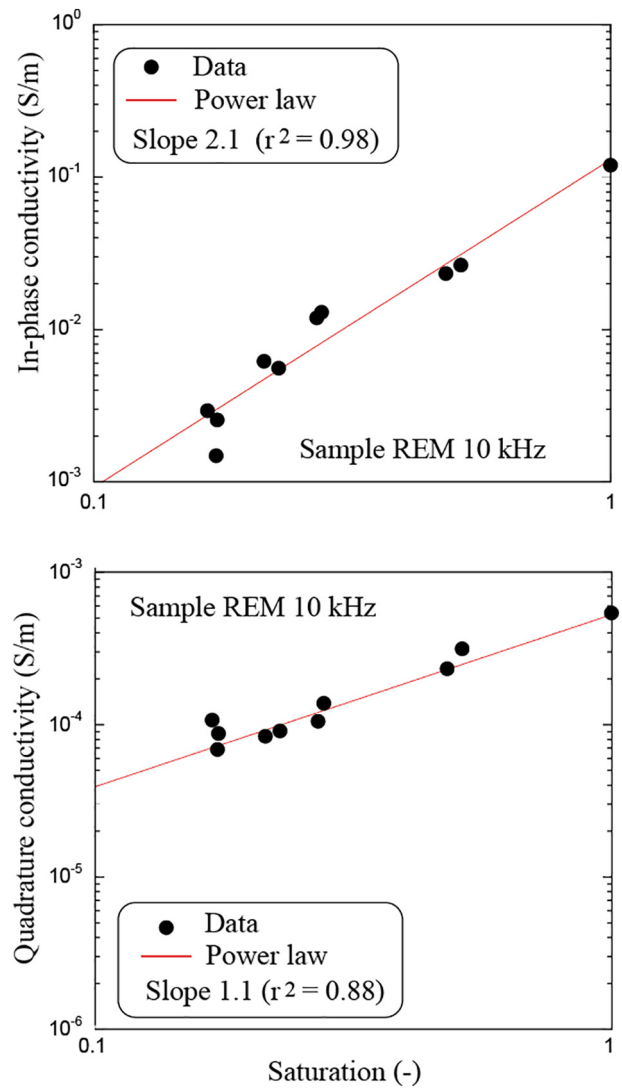 10⁰
Data
Power law
Slope 2.1 (r² = 0.98)
In-phase conductivity (S/m)
10⁻¹
10⁻²
10⁻³
Sample REM 10 kHz
0.1
1
10⁻³
Sample REM 10 kHz
Quadrature conductivity (S/m)
10⁻⁴
10⁻⁵
10⁻⁶
Data
Power law
Slope 1.1 (r² = 0.88)
0.1
1
Saturation (-)